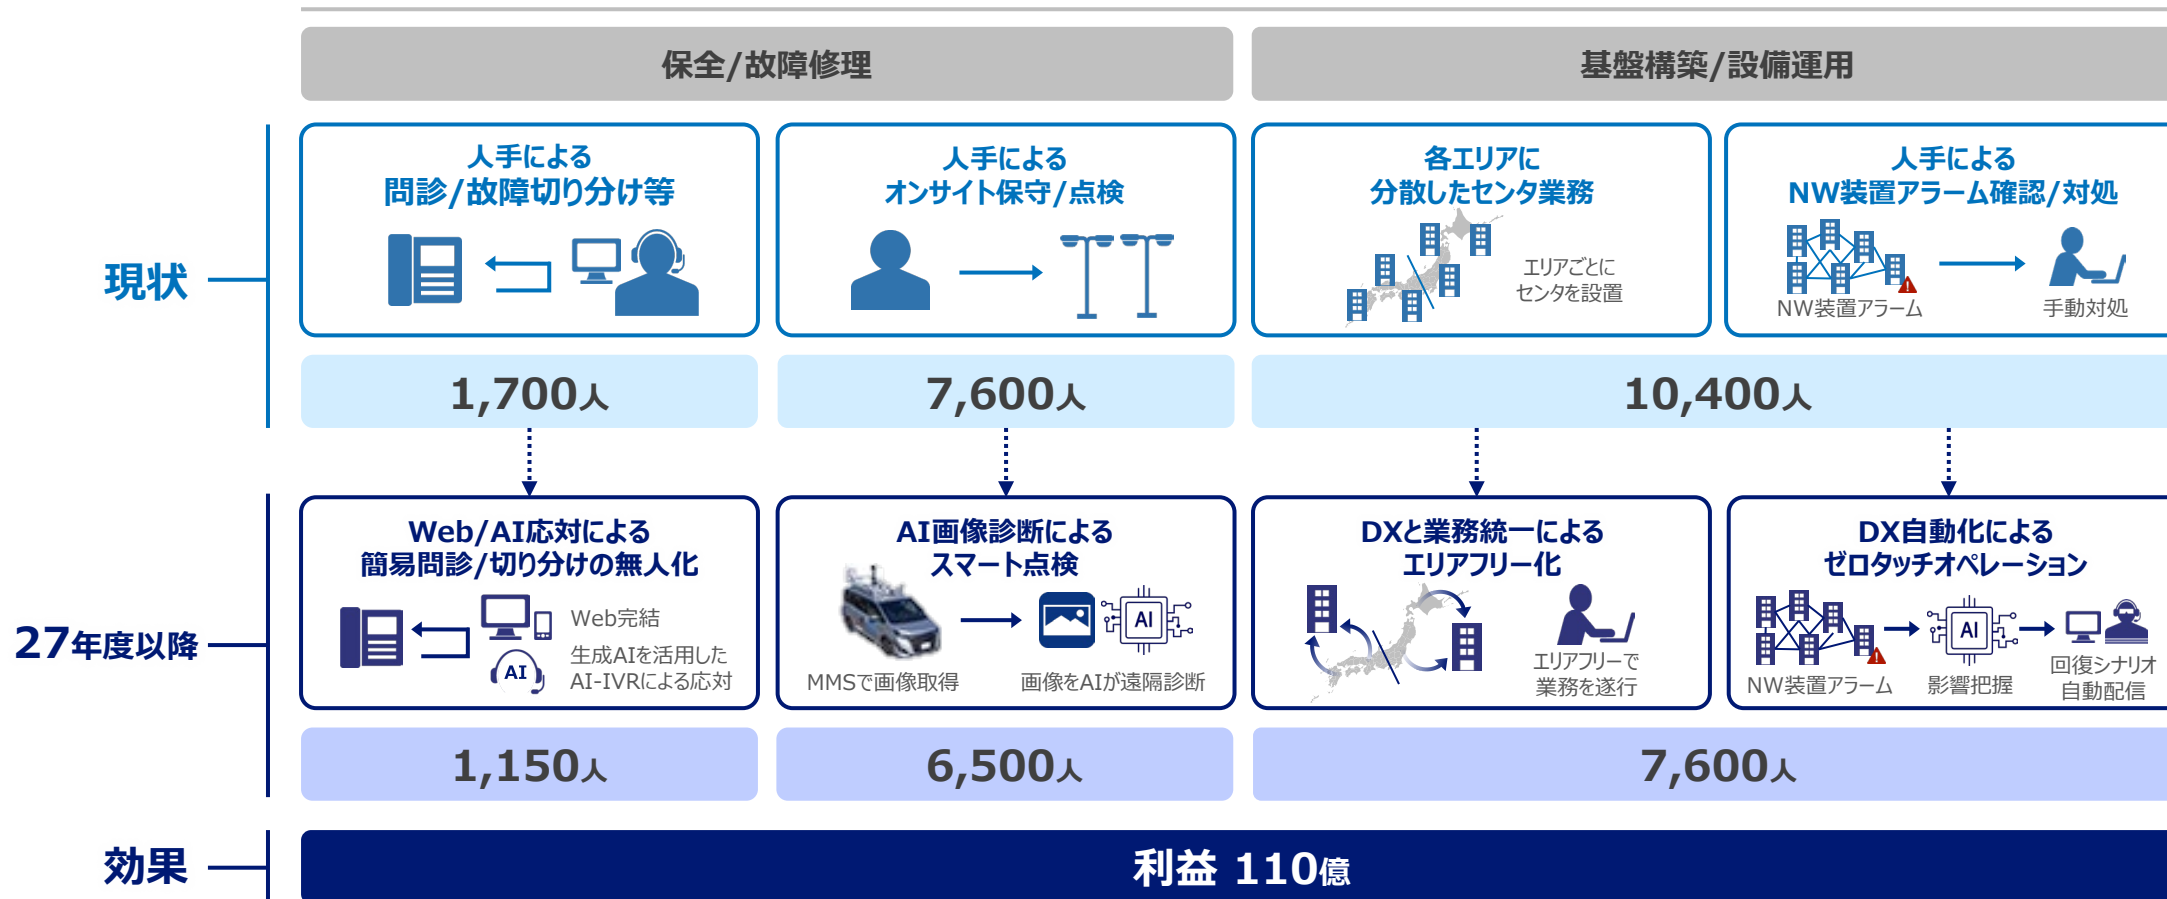 保全/故障修理
基盤構築/設備運用
現状
人手による
問診/故障切り分け等
人手による
オンサイト保守/点検
各エリアに
分散したセンタ業務
エリアごとに
センタを設置
人手による
NW装置アラーム確認/対処
NW装置アラーム
手動対処
1,700人
7,600人
10,400人
27年度以降
Web/AI応対による
簡易問診/切り分けの無人化
Web完結
AI
生成AIを活用した
AI-IVRによる応対
AI画像診断による
スマート点検
AI
MMSで画像取得
画像をAIが遠隔診断
DXと業務統一による
エリアフリー化
エリアフリーで
業務を遂行
DX自動化による
ゼロタッチオペレーション
AI
NW装置アラーム
影響把握
回復シナリオ
自動配信
1,150人
6,500人
7,600人
効果
利益 110億